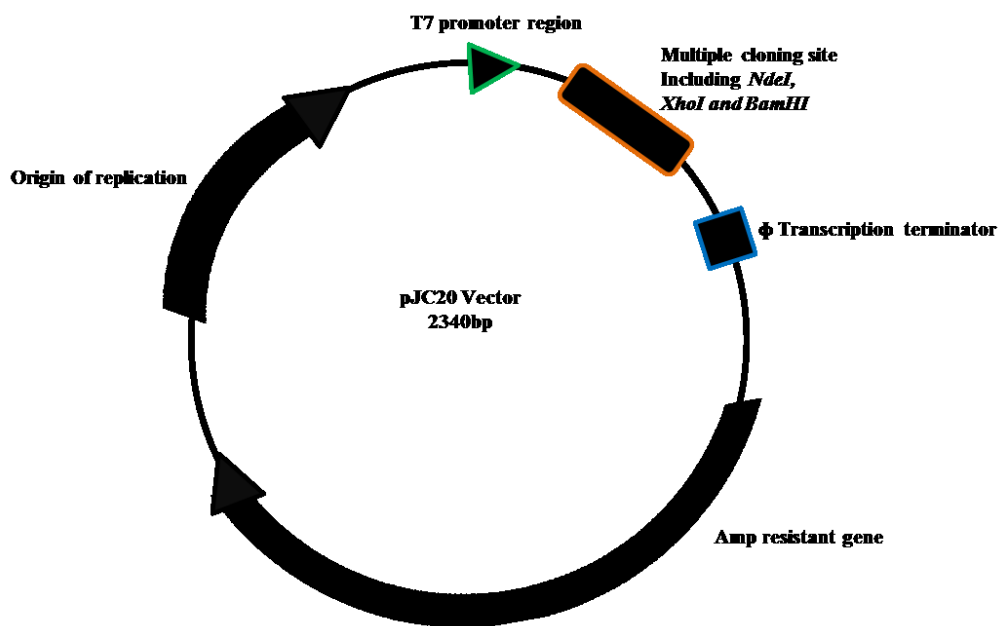 T7 promoter region
Multiple cloning site
Including NdeI,
XhoI and BamHI
Origin of replication
ф Transcription terminator
pJC20 Vector
2340bp
Amp resistant gene